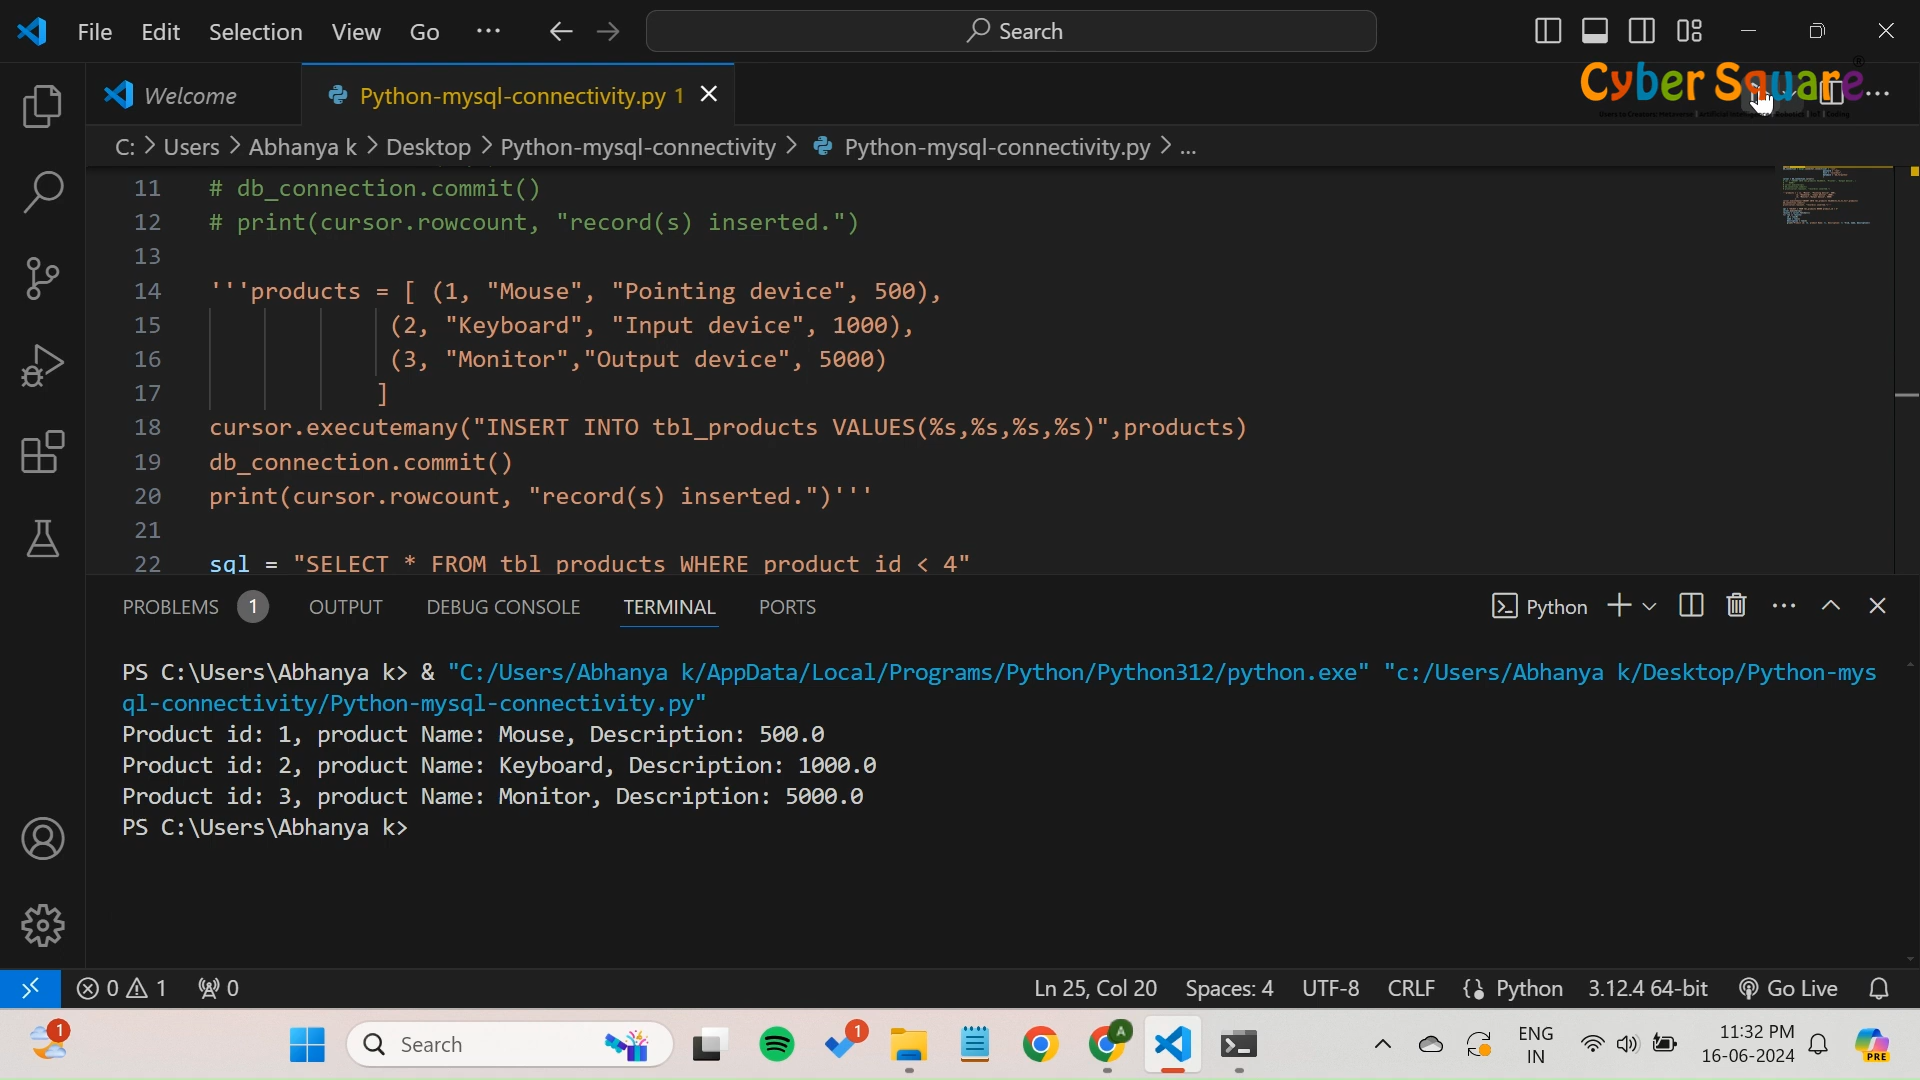 File Edit Selection View Go ··· Search
Cyber Square
Welcome Python-mysql-connectivity.py 1
C: > Users > Abhanya k > Desktop > Python-mysql-connectivity > Python-mysql-connectivity.py > ...
11 # db_connection.commit()
12 # print(cursor.rowcount, "record(s) inserted.")
13
14 '''products = [ (1, "Mouse", "Pointing device", 500),
15 (2, "Keyboard", "Input device", 1000),
16 (3, "Monitor","Output device", 5000)
17 ]
18 cursor.executemany("INSERT INTO tbl_products VALUES(%s,%s,%s,%s)",products)
19 db_connection.commit()
20 print(cursor.rowcount, "record(s) inserted.")'''
21
22 sql = "SELECT * FROM tbl products WHERE product id < 4"
PROBLEMS 1 OUTPUT DEBUG CONSOLE TERMINAL PORTS Python
PS C:\Users\Abhanya k> & "C:/Users/Abhanya k/AppData/Local/Programs/Python/Python312/python.exe" "c:/Users/Abhanya k/Desktop/Python-mys
ql-connectivity/Python-mysql-connectivity.py"
Product id: 1, product Name: Mouse, Description: 500.0
Product id: 2, product Name: Keyboard, Description: 1000.0
Product id: 3, product Name: Monitor, Description: 5000.0
PS C:\Users\Abhanya k>
0 1 0 Ln 25, Col 20 Spaces: 4 UTF-8 CRLF Python 3.12.4 64-bit Go Live
1 Search 1 A ENG 11:32 PM
IN 16-06-2024 PRE